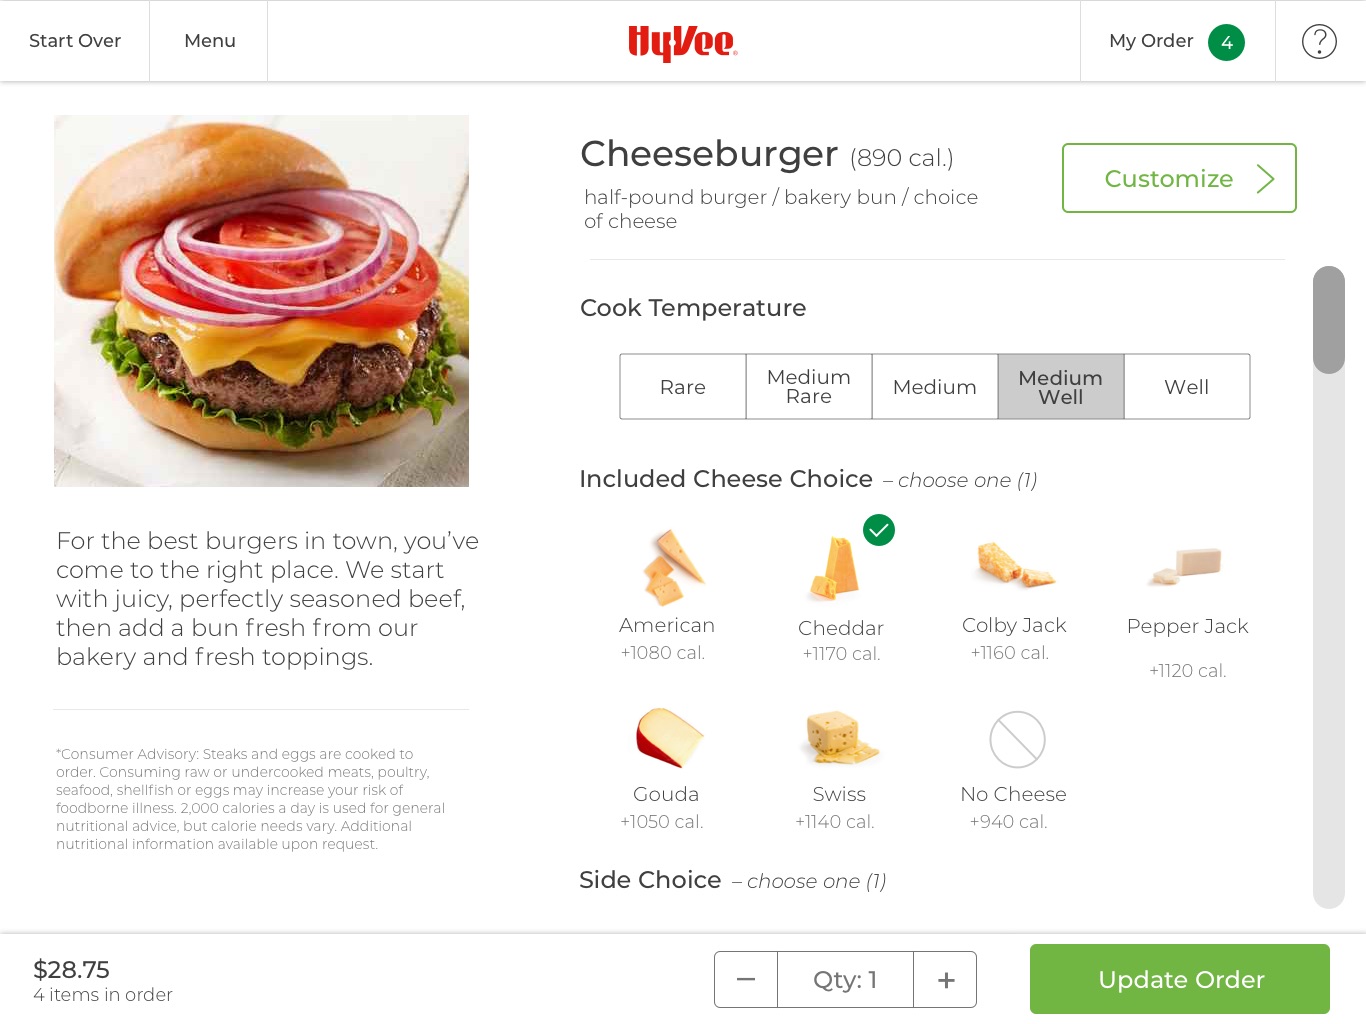 Start Over
Menu
HyVee
My Order 4
?
Cheeseburger (890 cal.)
half-pound burger / bakery bun / choice
of cheese
Customize
Cook Temperature
Rare
Medium
Rare
Medium
Medium
Well
Well
Included Cheese Choice – choose one (1)
American
+1080 cal.
Cheddar
+1170 cal.
Colby Jack
+1160 cal.
Pepper Jack
+1120 cal.
Gouda
+1050 cal.
Swiss
+1140 cal.
No Cheese
+940 cal.
Side Choice – choose one (1)
For the best burgers in town, you’ve
come to the right place. We start
with juicy, perfectly seasoned beef,
then add a bun fresh from our
bakery and fresh toppings.
*Consumer Advisory: Steaks and eggs are cooked to
order. Consuming raw or undercooked meats, poultry,
seafood, shellfish or eggs may increase your risk of
foodborne illness. 2,000 calories a day is used for general
nutritional advice, but calorie needs vary. Additional
nutritional information available upon request.
$28.75
4 items in order
− Qty: 1 +
Update Order